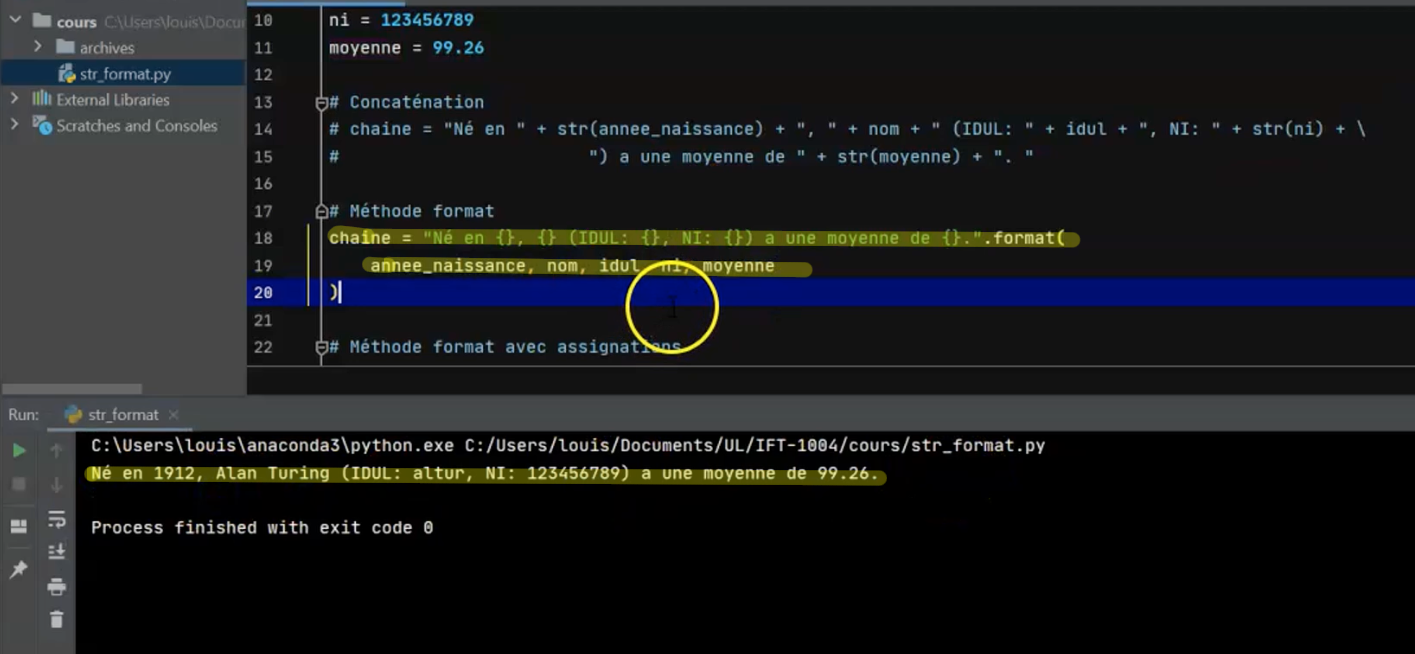 cours C:\Users\louis\Docu
archives
str_format.py
External Libraries
Scratches and Consoles
10 ni = 123456789
11 moyenne = 99.26
12
13 # Concaténation
14 # chaine = "Né en " + str(annee_naissance) + ", " + nom + " (IDUL: " + idul + ", NI: " + str(ni) + \
15 # ") a une moyenne de " + str(moyenne) + ". "
16
17 # Méthode format
18 chaine = "Né en {}, {} (IDUL: {}, NI: {}) a une moyenne de {}.".format(
19 annee_naissance, nom, idul, ni, moyenne
20 )
21
22 # Méthode format avec assignations
Run: str_format
C:\Users\louis\anaconda3\python.exe C:/Users/louis/Documents/UL/IFT-1004/cours/str_format.py
Né en 1912, Alan Turing (IDUL: altur, NI: 123456789) a une moyenne de 99.26.
Process finished with exit code 0